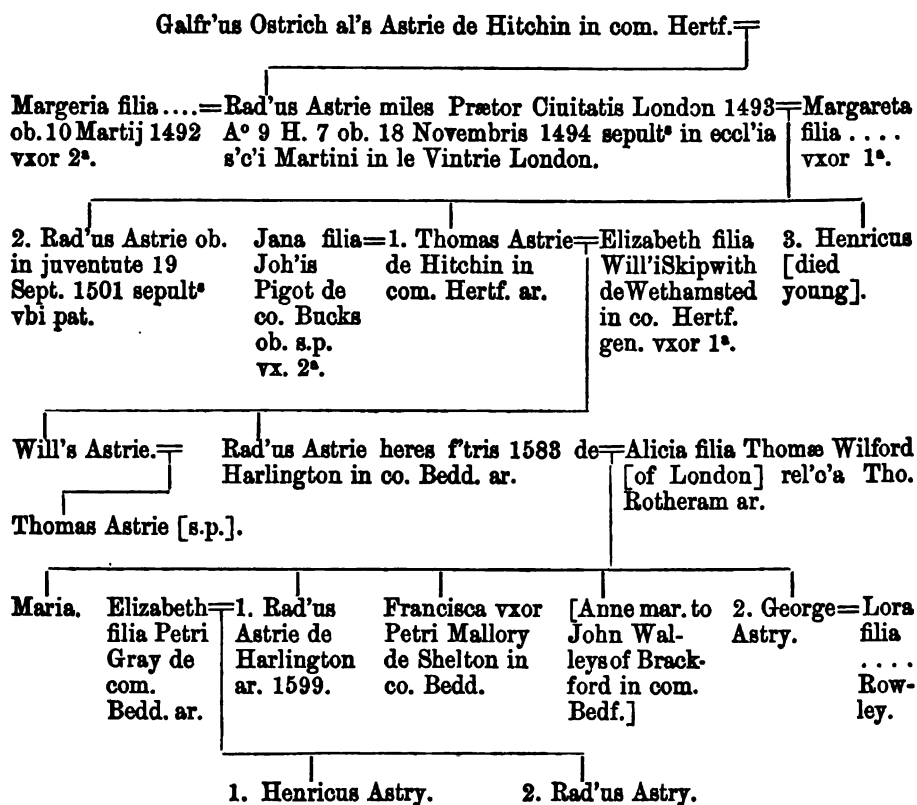 Galfr'us Ostrich al's Astrie de Hitchin in com. Hertf.=
Margeria filia ....=
ob. 10 Martij 1492
vxor 2ª.
Rad'us Astrie miles Prætor Ciuitatis London 1493=
Aº 9 H. 7 ob. 18 Novembris 1494 sepultˢ in eccl'ia
s'c'i Martini in le Vintrie London.
Margareta
filia ....
vxor 1ª.
2. Rad'us Astrie ob.
in juventute 19
Sept. 1501 sepultˢ
vbi pat.
Jana filia=
Joh'is
Pigot de
co. Bucks
ob. s.p.
vx. 2ª.
1. Thomas Astrie=
de Hitchin in
com. Hertf. ar.
Elizabeth filia
Will'i Skipwith
de Wethamsted
in co. Hertf.
gen. vxor 1ª.
3. Henricus
[died
young].
Will's Astrie.=
Rad'us Astrie heres f'tris 1583 de=
Harlington in co. Bedd. ar.
Alicia filia Thomæ Wilford
[of London] rel'c'a Tho.
Rotheram ar.
Thomas Astrie [s.p.].
Maria.
Elizabeth=
filia Petri
Gray de
com.
Bedd. ar.
1. Rad'us
Astrie de
Harlington
ar. 1599.
Francisca vxor
Petri Mallory
de Shelton in
co. Bedd.
[Anne mar. to
John Wal-
leys of Brack-
ford in com.
Bedf.]
2. George=
Astry.
Lora
filia
....
Row-
ley.
1. Henricus Astry.
2. Rad'us Astry.